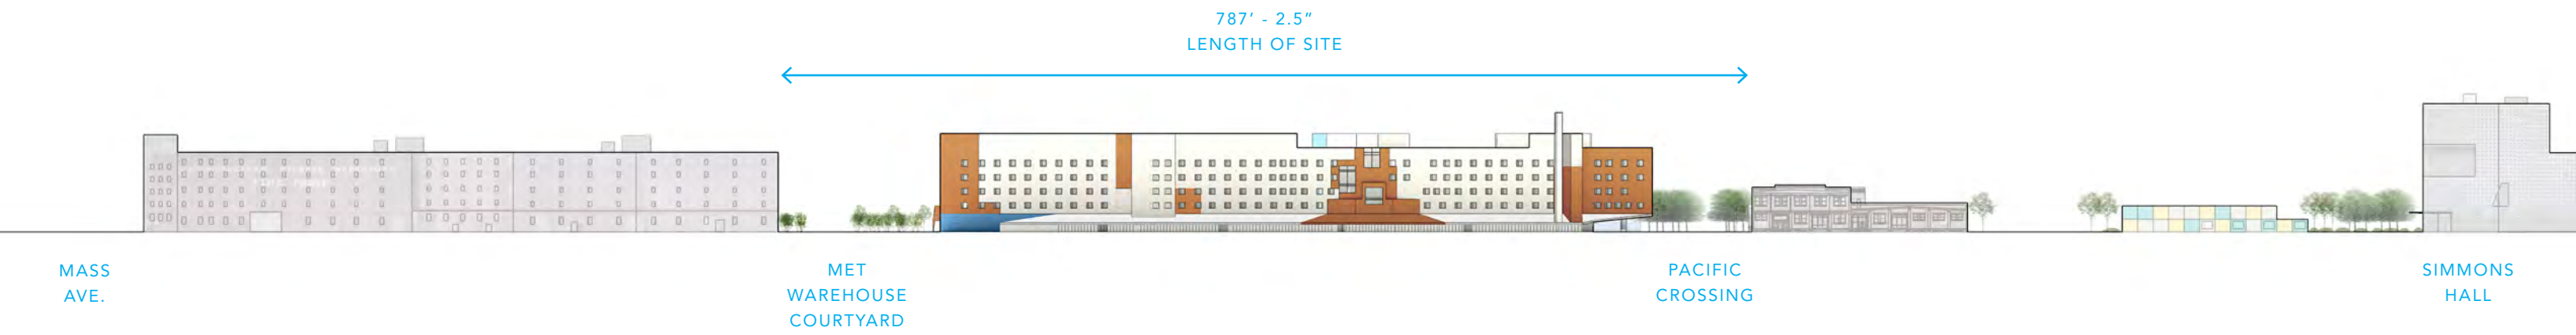 787’ - 2.5”
LENGTH OF SITE
MASS
AVE.
MET
WAREHOUSE
COURTYARD
PACIFIC
CROSSING
SIMMONS
HALL